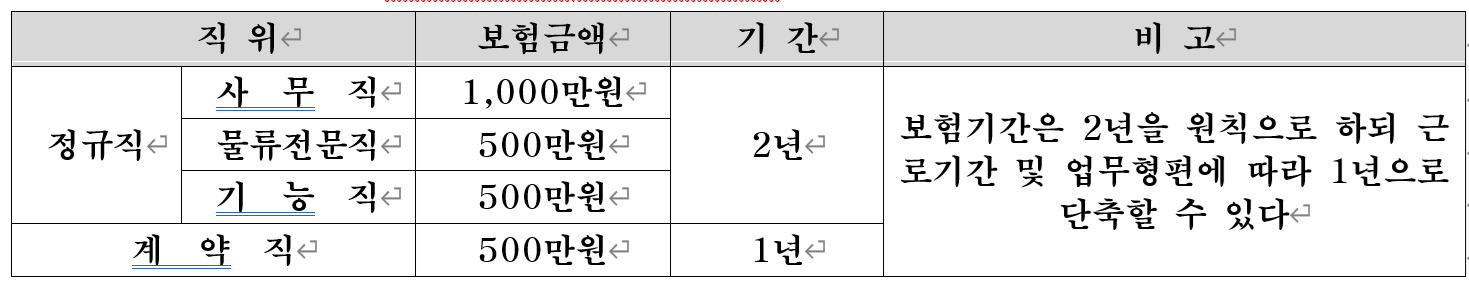 직 위 보험금액 기 간 비 고
정규직 사 무 직 1,000만원 2년 보험기간은 2년을 원칙으로 하되 근
로기간 및 업무형편에 따라 1년으로
단축할 수 있다
물류전문직 500만원
기 능 직 500만원
계 약 직 500만원 1년